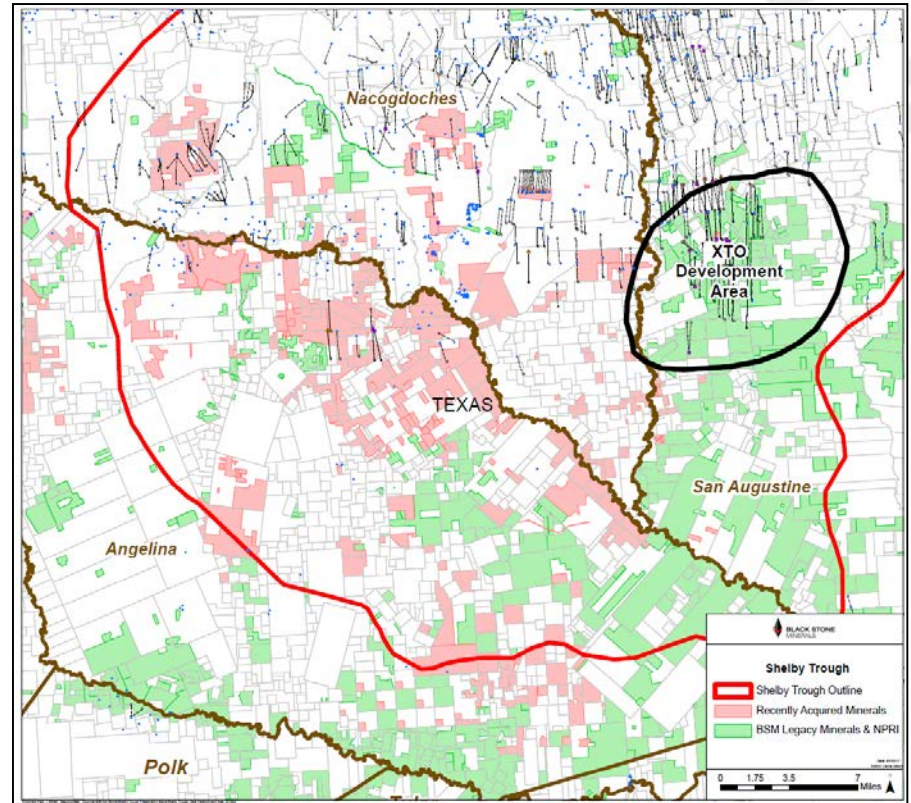 Nacogdoches
XTO
Development
Area
TEXAS
San Augustine
Angelina
Polk
BLACK STONE
MINERALS
Shelby Trough
Shelby Trough Outline
Recently Acquired Minerals
BSM Legacy Minerals & NPRI
0 1.75 3.5 7
Miles